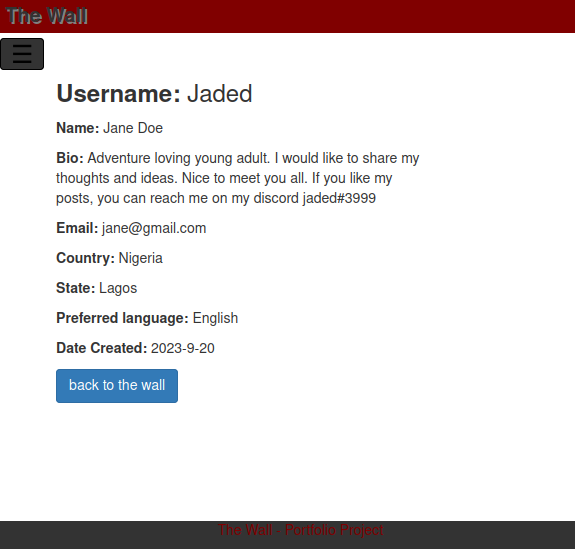 The Wall
☰
Username: Jaded
Name: Jane Doe
Bio: Adventure loving young adult. I would like to share my
thoughts and ideas. Nice to meet you all. If you like my
posts, you can reach me on my discord jaded#3999
Email: jane@gmail.com
Country: Nigeria
State: Lagos
Preferred language: English
Date Created: 2023-9-20
back to the wall
The Wall - Portfolio Project